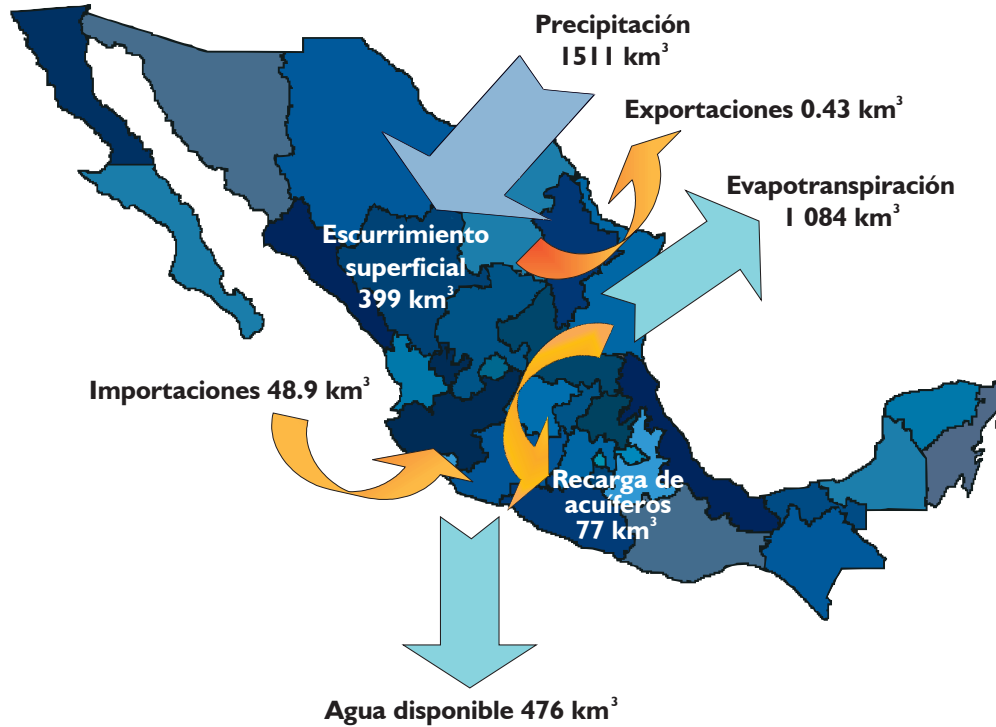 Precipitación
1511 km³
Exportaciones 0.43 km³
Evapotranspiración
1 084 km³
Escurrimiento
superficial
399 km³
Importaciones 48.9 km³
Recarga de
acuíferos
77 km³
Agua disponible 476 km³